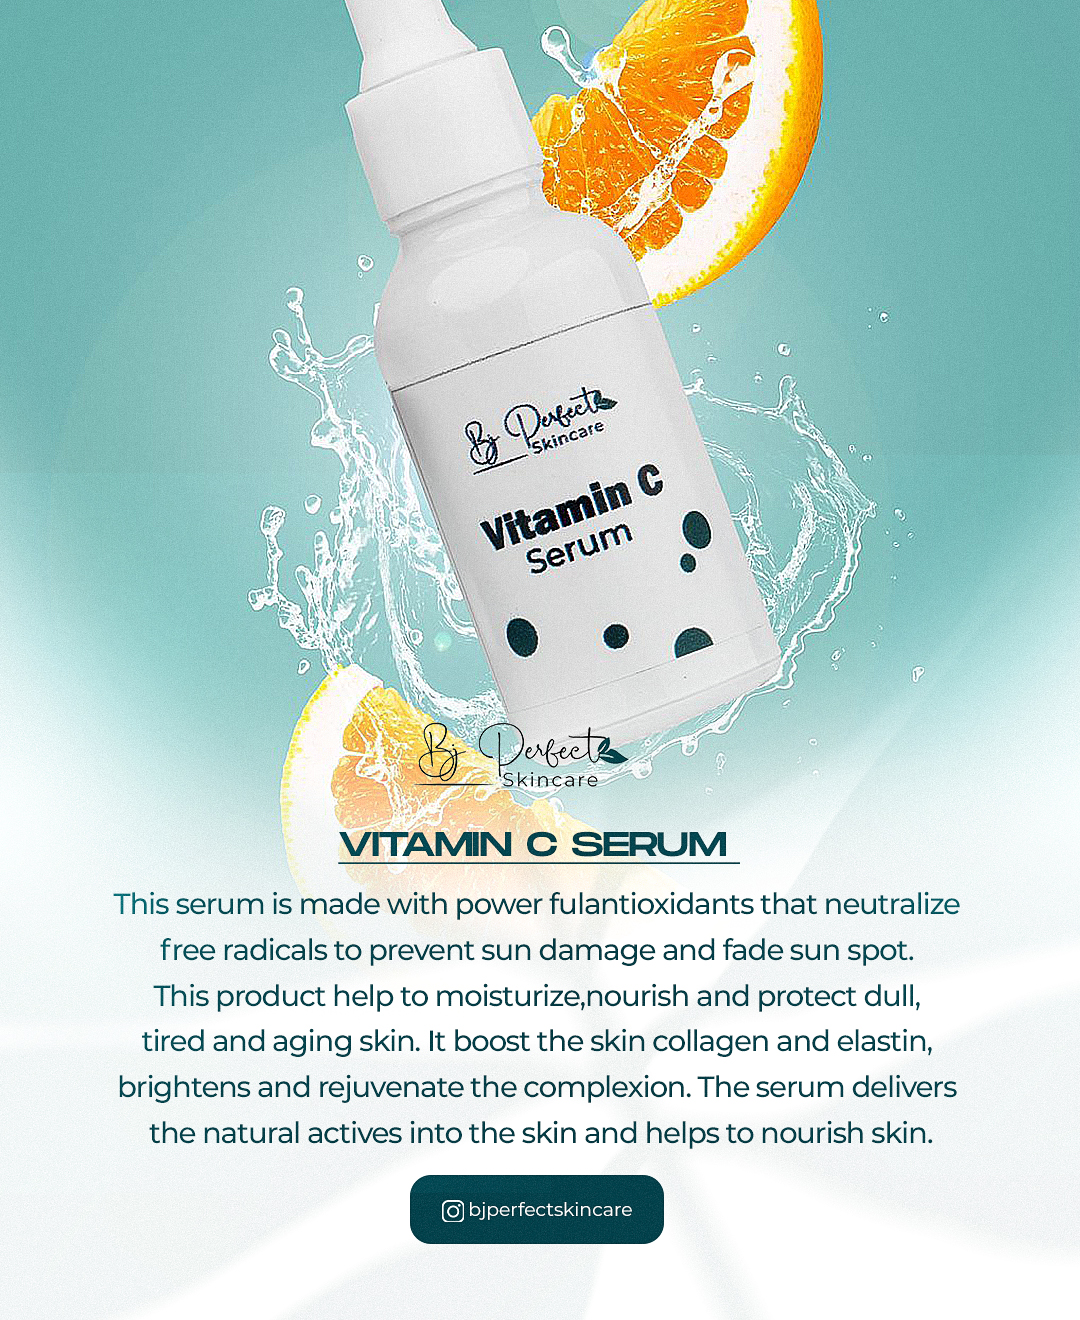 Bj Perfect
Skincare
Vitamin C
Serum
Bj Perfect
Skincare
VITAMIN C SERUM
This serum is made with power fulantioxidants that neutralize
free radicals to prevent sun damage and fade sun spot.
This product help to moisturize,nourish and protect dull,
tired and aging skin. It boost the skin collagen and elastin,
brightens and rejuvenate the complexion. The serum delivers
the natural actives into the skin and helps to nourish skin.
bjperfectskincare